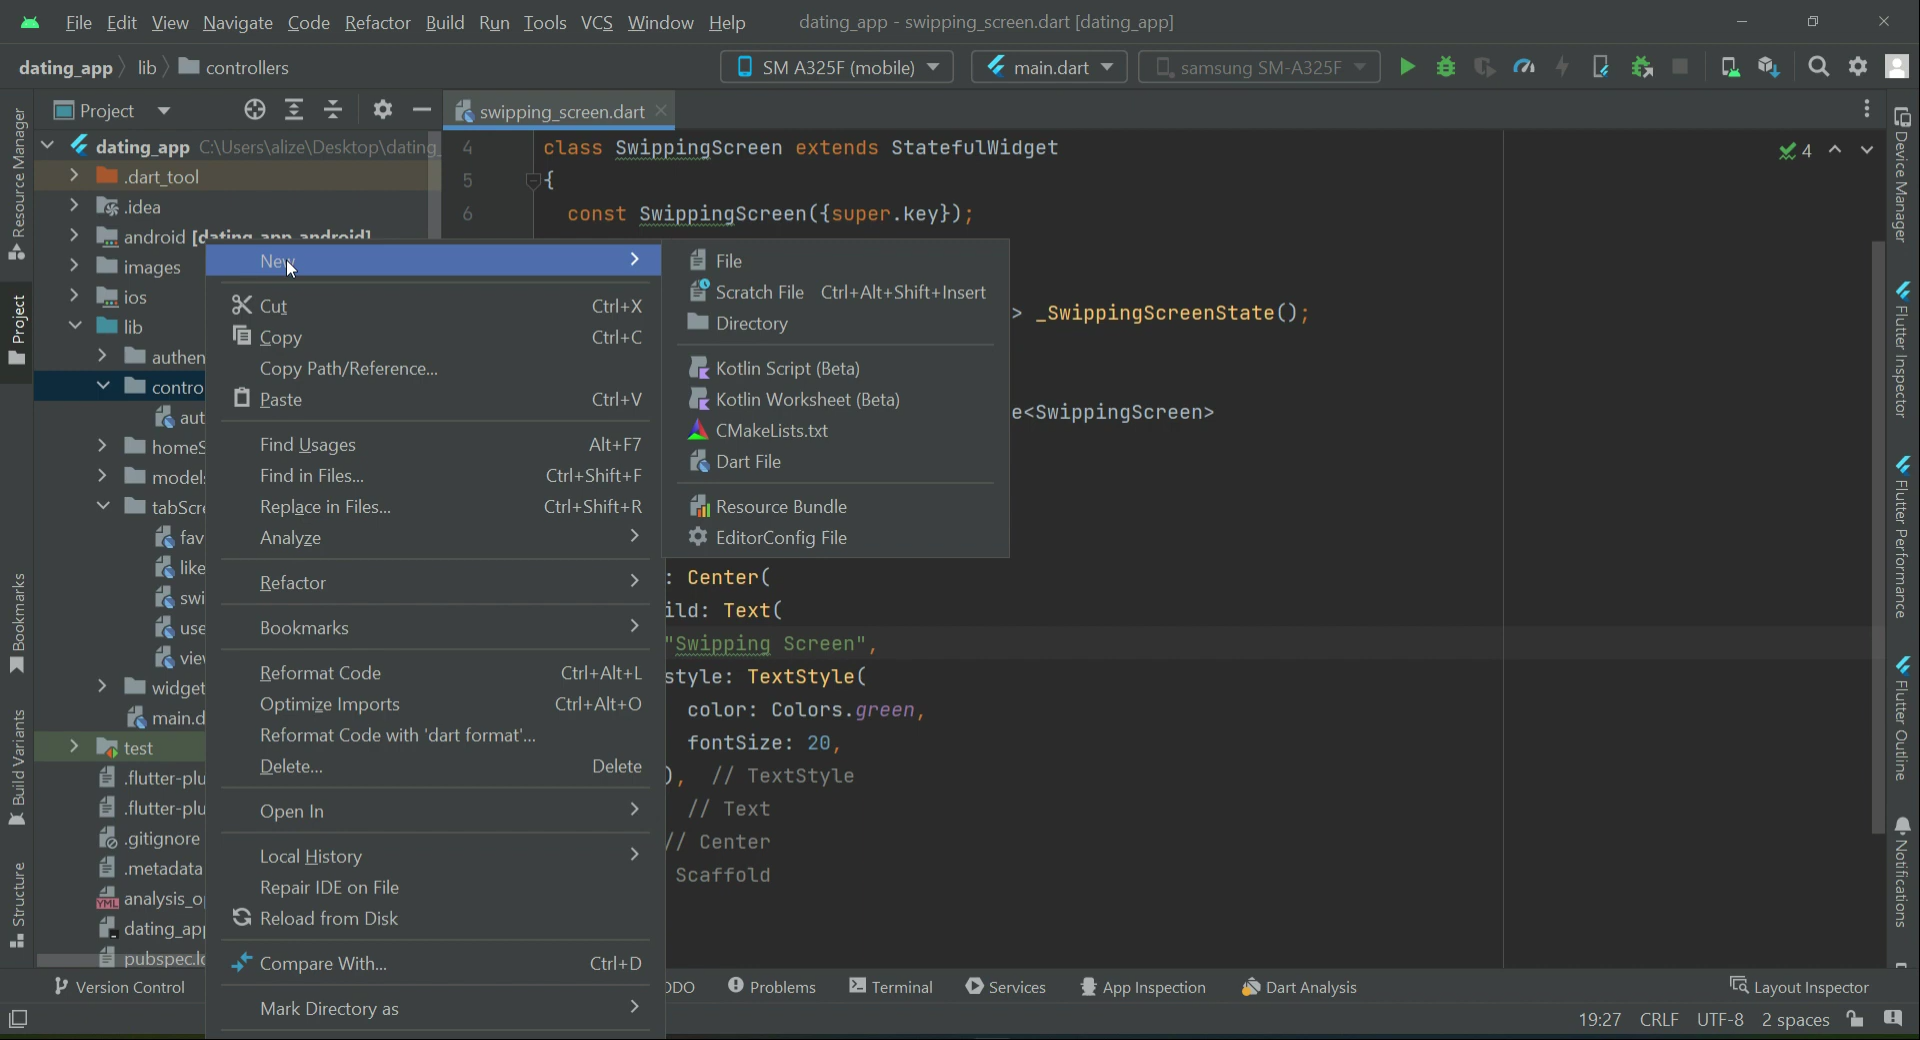 File Edit View Navigate Code Refactor Build Run Tools VCS Window Help dating_app - swipping_screen.dart [dating_app]
dating_app lib controllers SM A325F (mobile) main.dart samsung SM-A325F
Project swipping_screen.dart
dating_app C:\Users\alize\Desktop\dating
.dart_tool
.idea
android [dating_app_android]
images
ios
lib
authen
contro
aut
homeS
model
tabScre
fav
like
swi
use
vie
widget
main.d
test
.flutter-plu
.flutter-plu
.gitignore
.metadata
analysis_o
dating_app
pubspec.lo
Resource Manager
Project
Bookmarks
Build Variants
Structure
New
Cut Ctrl+X
Copy Ctrl+C
Copy Path/Reference...
Paste Ctrl+V
Find Usages Alt+F7
Find in Files... Ctrl+Shift+F
Replace in Files... Ctrl+Shift+R
Analyze
Refactor
Bookmarks
Reformat Code Ctrl+Alt+L
Optimize Imports Ctrl+Alt+O
Reformat Code with 'dart format'...
Delete... Delete
Open In
Local History
Repair IDE on File
Reload from Disk
Compare With... Ctrl+D
Mark Directory as
File
Scratch File Ctrl+Alt+Shift+Insert
Directory
Kotlin Script (Beta)
Kotlin Worksheet (Beta)
CMakeLists.txt
Dart File
Resource Bundle
EditorConfig File
4 class SwippingScreen extends StatefulWidget
5 {
6 const SwippingScreen({super.key});
> _SwippingScreenState();
e<SwippingScreen>
: Center(
ild: Text(
"Swipping Screen",
style: TextStyle(
color: Colors.green,
fontSize: 20,
), // TextStyle
// Text
// Center
Scaffold
4
Device Manager
Flutter Inspector
Flutter Performance
Flutter Outline
Notifications
Version Control ODO Problems Terminal Services App Inspection Dart Analysis Layout Inspector
19:27 CRLF UTF-8 2 spaces